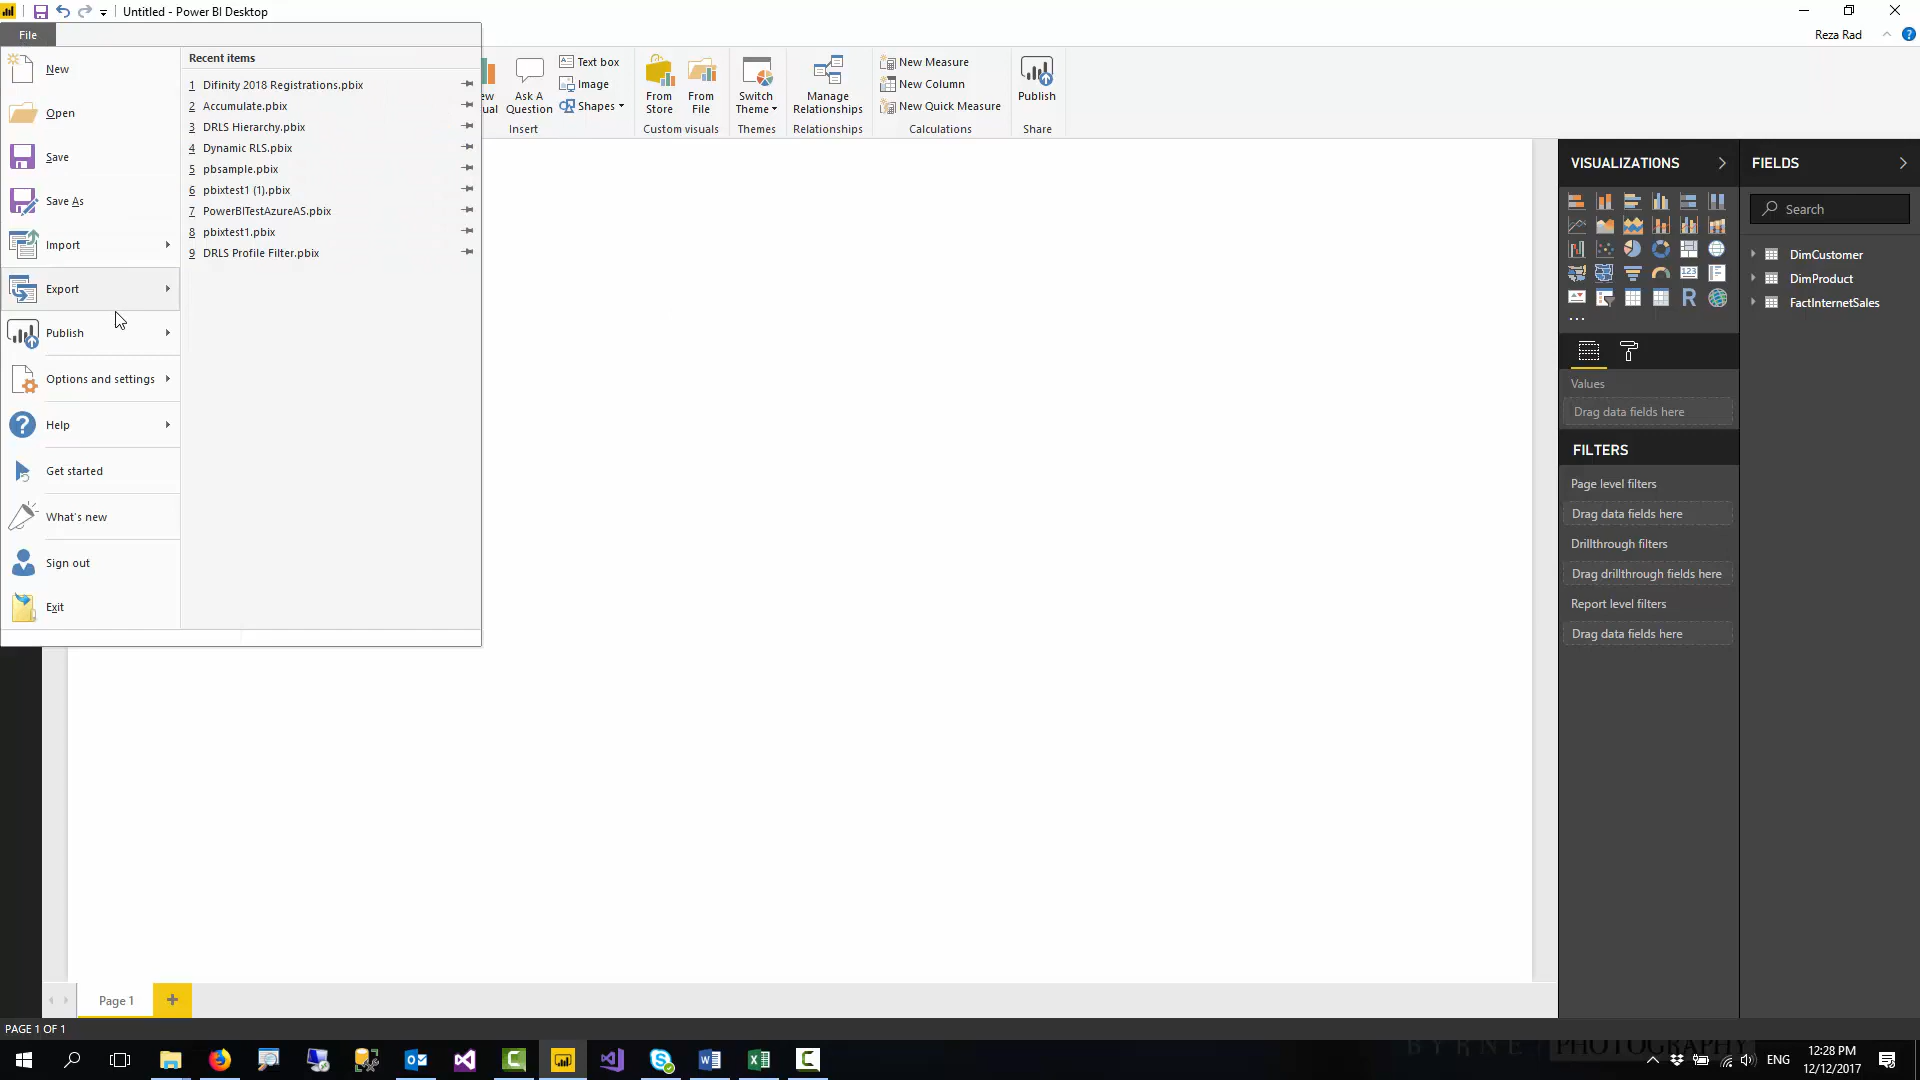 Untitled - Power BI Desktop
Reza Rad
File
New
Open
Save
Save As
Import
Export
Publish
Options and settings
Help
Get started
What's new
Sign out
Exit
Recent items
1 Difinity 2018 Registrations.pbix
2 Accumulate.pbix
3 DRLS Hierarchy.pbix
4 Dynamic RLS.pbix
5 pbsample.pbix
6 pbixtest1 (1).pbix
7 PowerBITestAzureAS.pbix
8 pbixtest1.pbix
9 DRLS Profile Filter.pbix
Ask A
Question
Text box
Image
Shapes
Insert
From
Store
From
File
Custom visuals
Switch
Theme
Themes
Manage
Relationships
Relationships
New Measure
New Column
New Quick Measure
Calculations
Publish
Share
VISUALIZATIONS
Values
Drag data fields here
FILTERS
Page level filters
Drag data fields here
Drillthrough filters
Drag drillthrough fields here
Report level filters
Drag data fields here
FIELDS
Search
DimCustomer
DimProduct
FactInternetSales
Page 1
PAGE 1 OF 1
BYRNE PHOTOGRAPHY
ENG
12:28 PM
12/12/2017